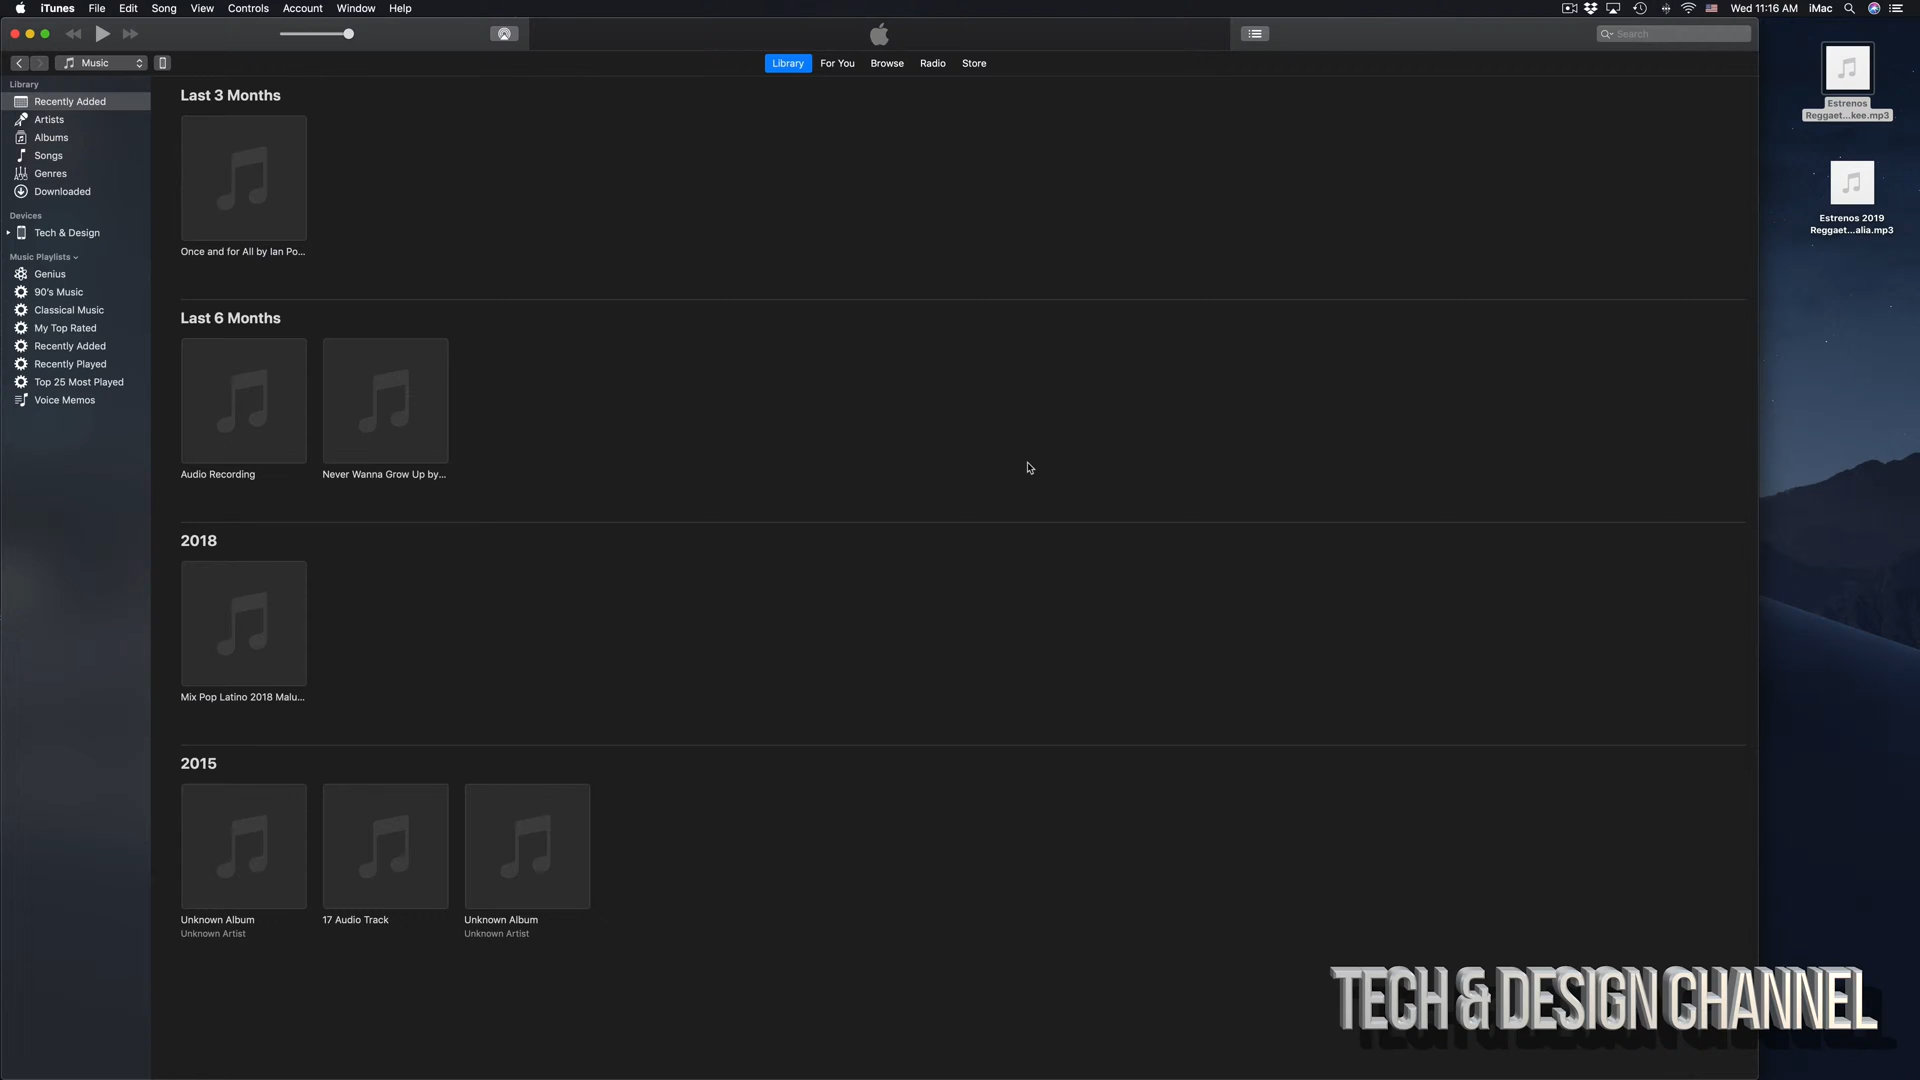 iTunes File Edit Song View Controls Account Window Help
Wed 11:16 AM iMac
Search
Music
Library For You Browse Radio Store
Library
Recently Added
Artists
Albums
Songs
Genres
Downloaded
Devices
Tech & Design
Music Playlists
Genius
90's Music
Classical Music
My Top Rated
Recently Added
Recently Played
Top 25 Most Played
Voice Memos
Last 3 Months
Once and for All by Ian Po...
Last 6 Months
Audio Recording
Never Wanna Grow Up by...
2018
Mix Pop Latino 2018 Malu...
2015
Unknown Album
Unknown Artist
17 Audio Track
Unknown Album
Unknown Artist
Estrenos
Reggaet...kee.mp3
Estrenos 2019
Reggaet...alia.mp3
TECH & DESIGN CHANNEL